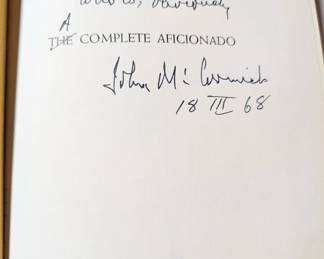 A
THE COMPLETE AFICIONADO
John McCormick
18 III 68